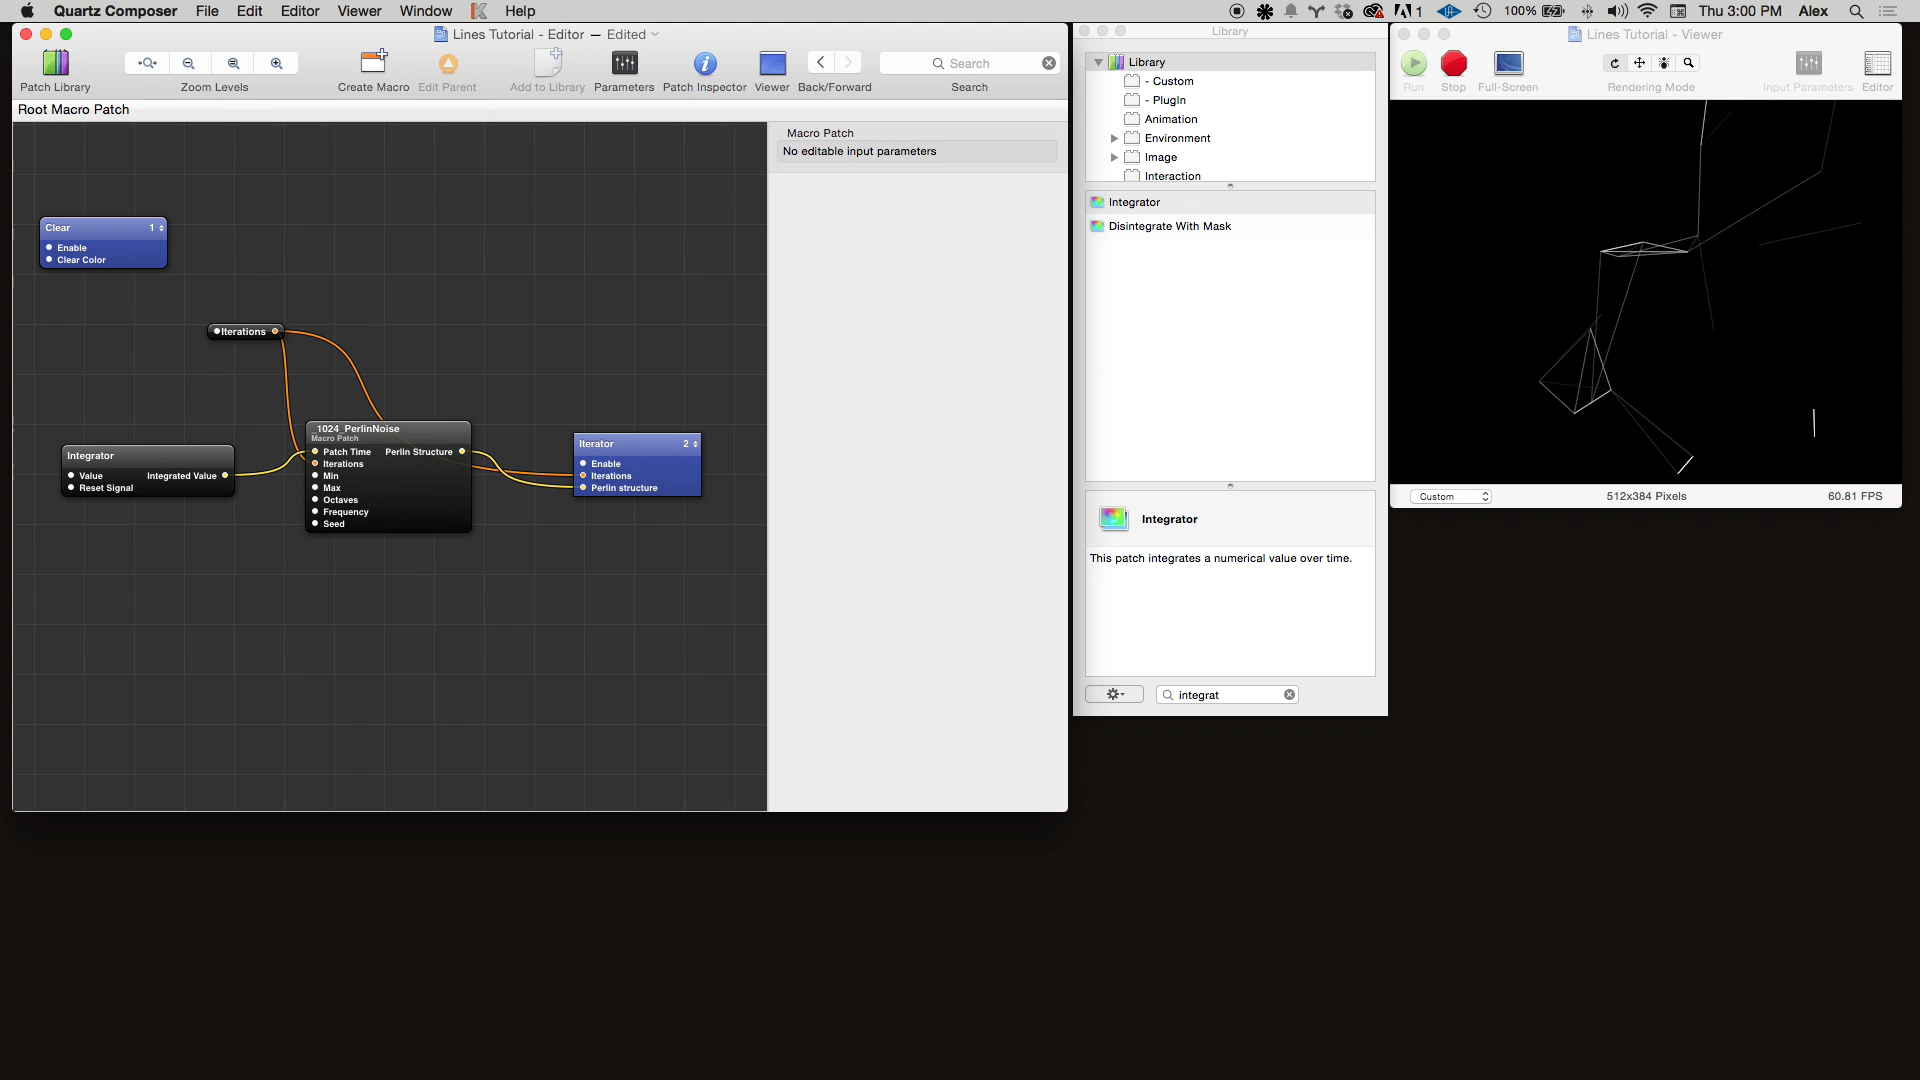 Quartz Composer File Edit Editor Viewer Window Help 1 100% Thu 3:00 PM Alex
Lines Tutorial - Editor — Edited
Search
Patch Library Zoom Levels Create Macro Edit Parent Add to Library Parameters Patch Inspector Viewer Back/Forward Search
Root Macro Patch
Clear 1
Enable
Clear Color
Iterations
Integrator
Value Integrated Value
Reset Signal
_1024_PerlinNoise
Macro Patch
Patch Time Perlin Structure
Iterations
Min
Max
Octaves
Frequency
Seed
Iterator 2
Enable
Iterations
Perlin structure
Macro Patch
No editable input parameters
Library
Library
- Custom
- PlugIn
Animation
Environment
Image
Interaction
Integrator
Disintegrate With Mask
Integrator
This patch integrates a numerical value over time.
integrat
Lines Tutorial - Viewer
Run Stop Full-Screen Rendering Mode Input Parameters Editor
Custom 512x384 Pixels 60.81 FPS